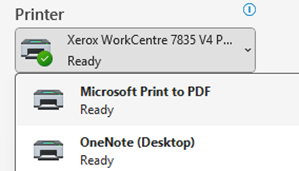 Printer
Xerox WorkCentre 7835 V4 P...
Ready
Microsoft Print to PDF
Ready
OneNote (Desktop)
Ready